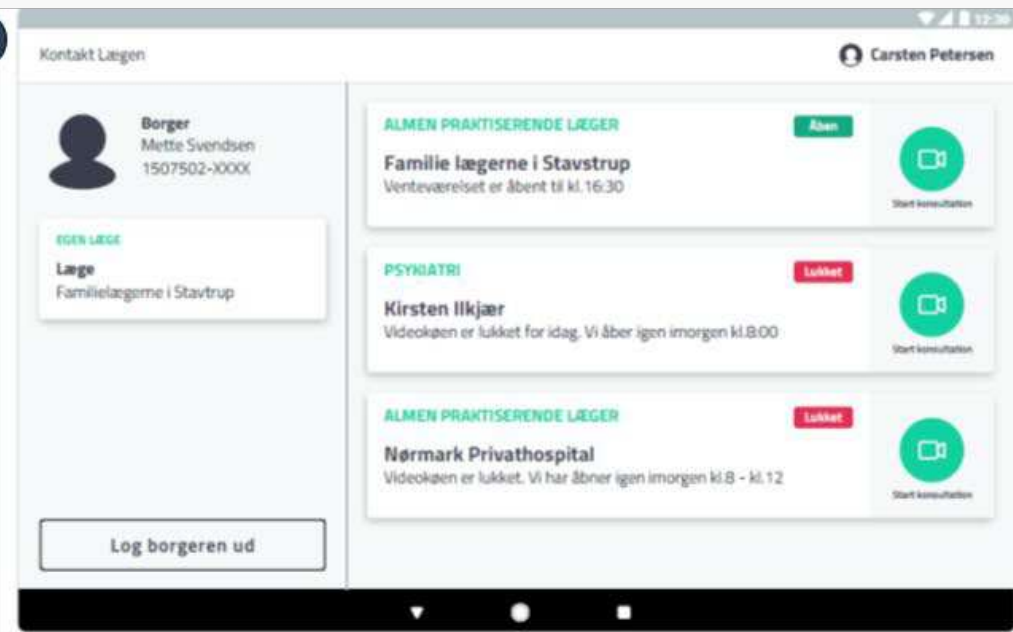 12:30
Kontakt Lægen
Carsten Petersen
Borger
Mette Svendsen
1507502-XXXX
EGEN LÆGE
Læge
Familielægerne i Stavtrup
Log borgeren ud
ALMEN PRAKTISERENDE LÆGER
Åben
Familie lægerne i Stavstrup
Venteværelset er åbent til kl.16:30
Start konsultation
PSYKIATRI
Lukket
Kirsten Ilkjær
Videokøen er lukket for idag. Vi åber igen imorgen kl.8:00
Start konsultation
ALMEN PRAKTISERENDE LÆGER
Lukket
Nørmark Privathospital
Videokøen er lukket. Vi har åbner igen imorgen kl.8 - kl.12
Start konsultation